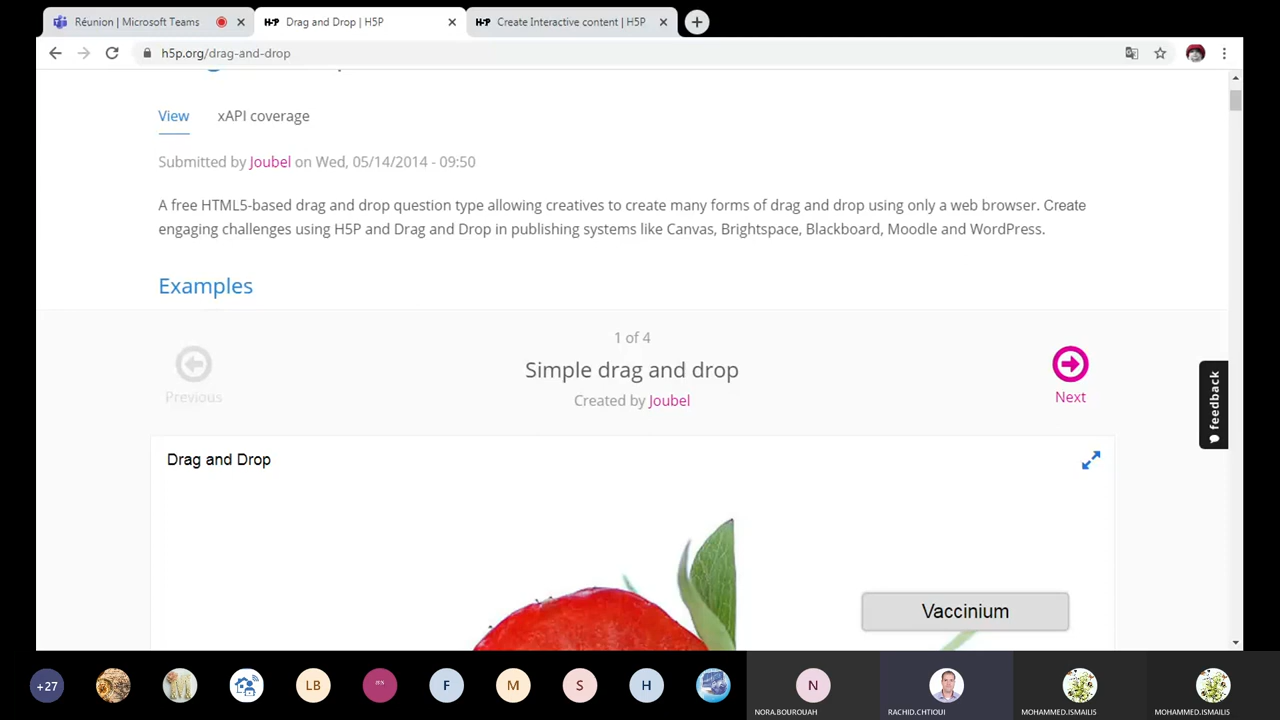 Réunion | Microsoft Teams
Drag and Drop | H5P
Create Interactive content | H5P
h5p.org/drag-and-drop
View
xAPI coverage
Submitted by Joubel on Wed, 05/14/2014 - 09:50
A free HTML5-based drag and drop question type allowing creatives to create many forms of drag and drop using only a web browser. Create
engaging challenges using H5P and Drag and Drop in publishing systems like Canvas, Brightspace, Blackboard, Moodle and WordPress.
Examples
1 of 4
Previous
Simple drag and drop
Next
Created by Joubel
feedback
Drag and Drop
Vaccinium
+27
LB
F
M
S
H
N
NORA.BOUROUAH
RACHID.CHTIOUI
MOHAMMED.ISMAILIS
MOHAMMED.ISMAILIS